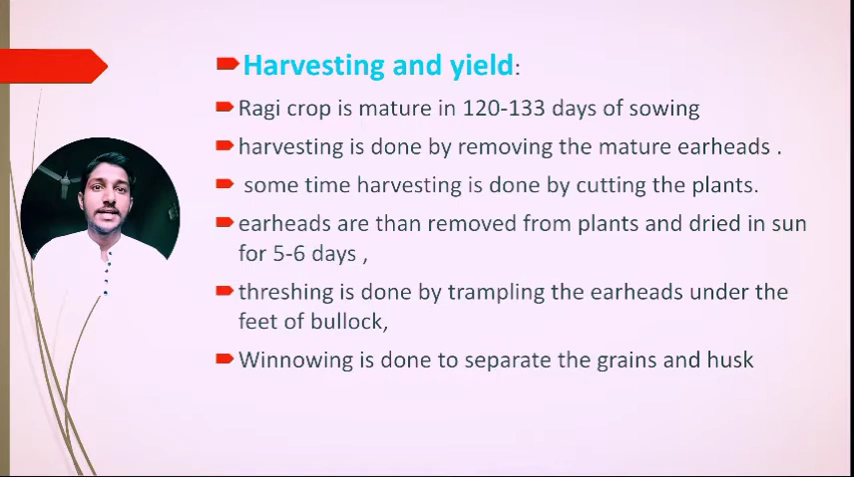 Harvesting and yield:
Ragi crop is mature in 120-133 days of sowing
harvesting is done by removing the mature earheads .
some time harvesting is done by cutting the plants.
earheads are than removed from plants and dried in sun
for 5-6 days ,
threshing is done by trampling the earheads under the
feet of bullock,
Winnowing is done to separate the grains and husk